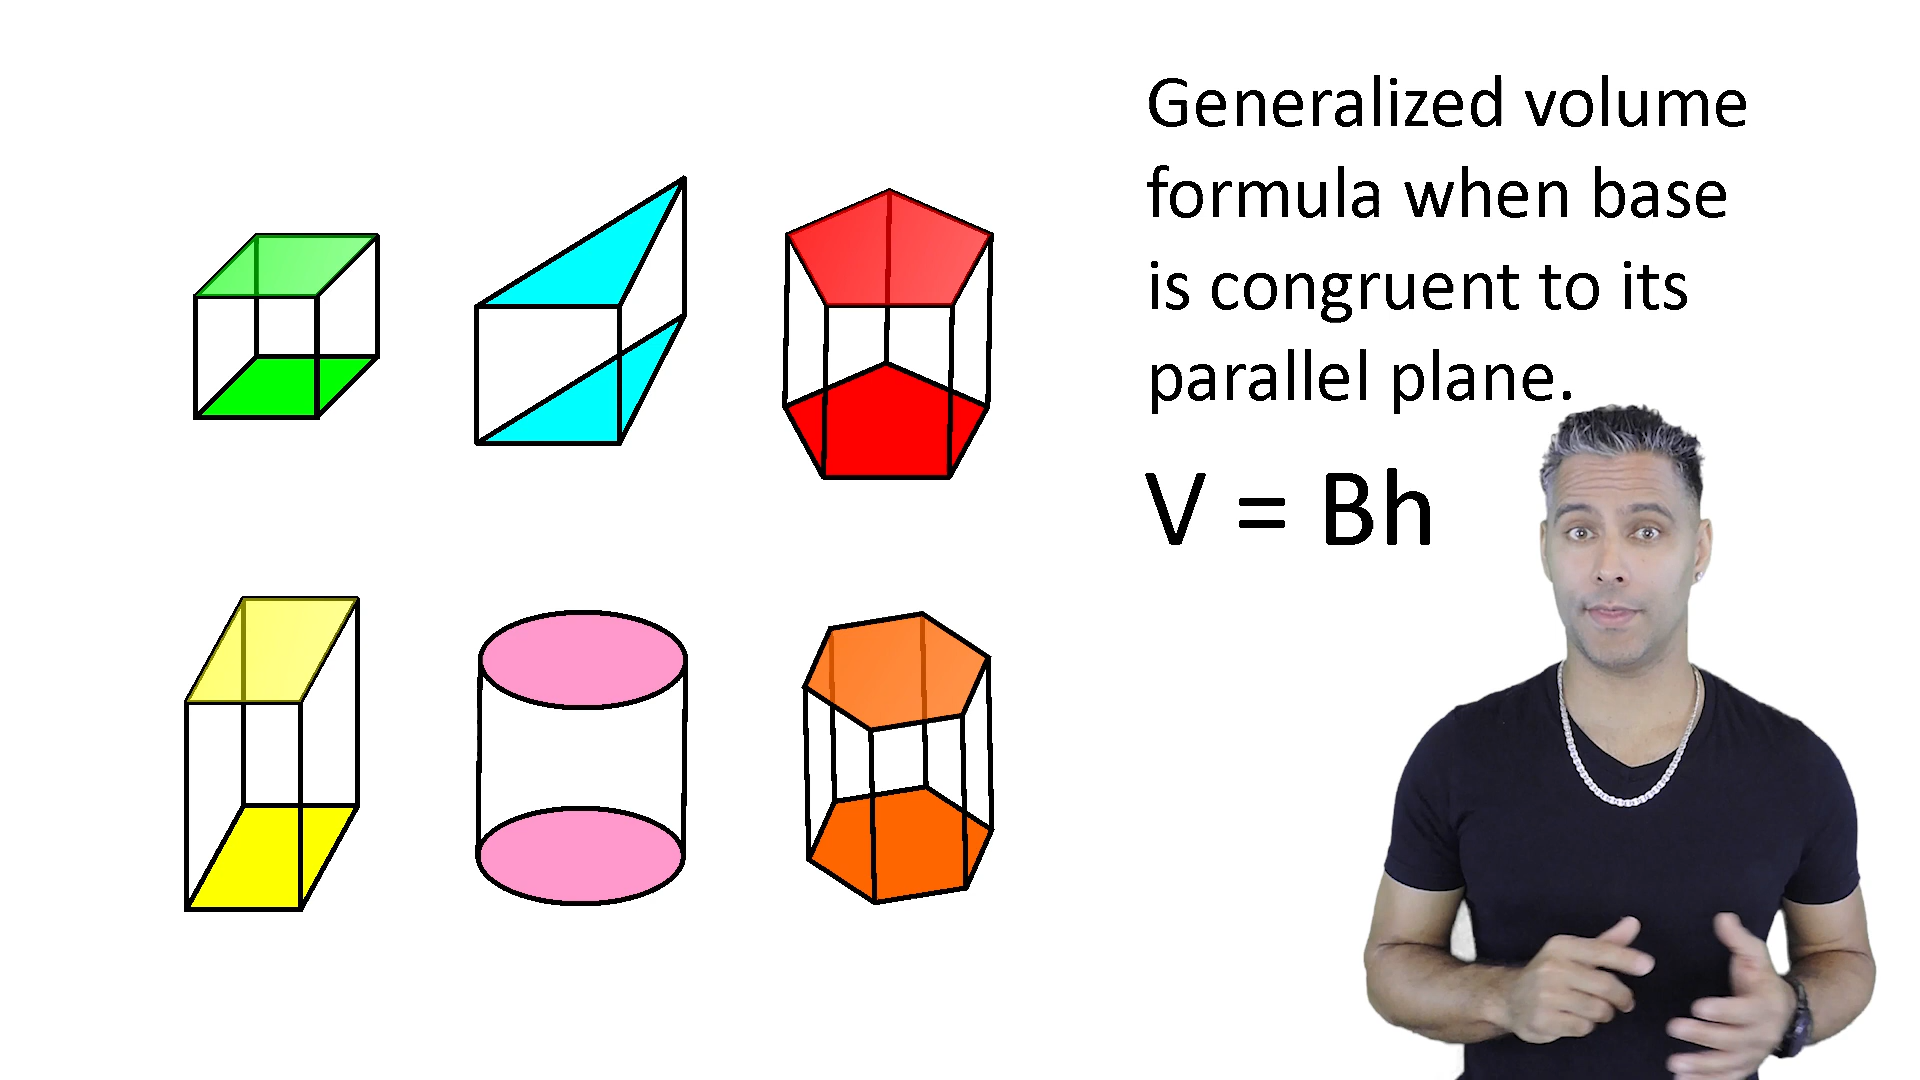 Generalized volume
formula when base
is congruent to its
parallel plane.
V = Bh